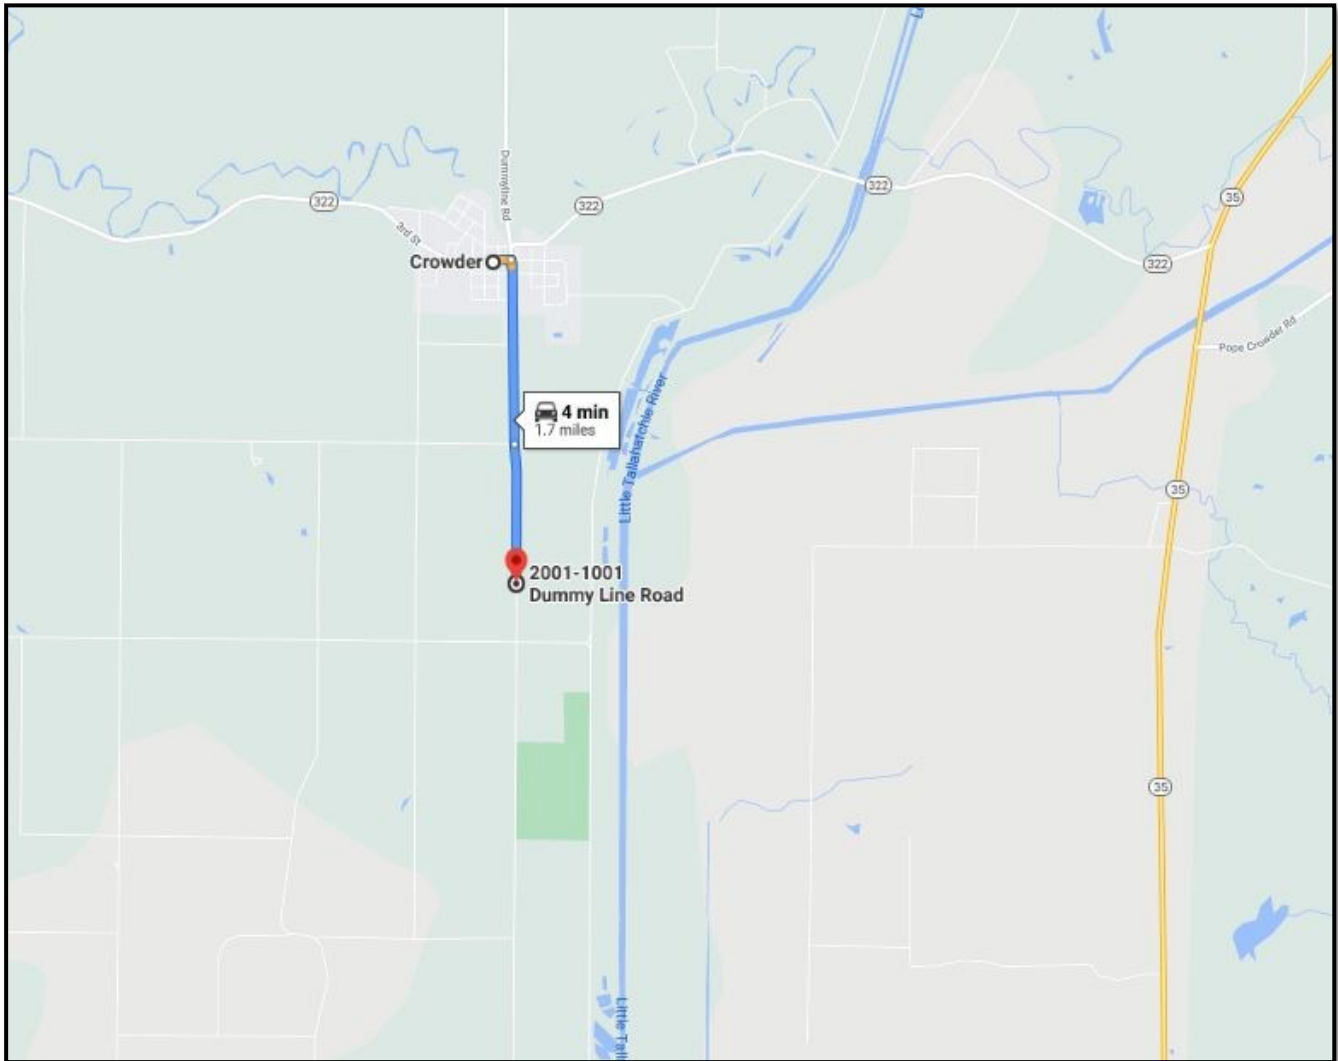 Dummyline Rd
322
322
322
35
3rd St
Crowder
322
Pope Crowder Rd
4 min
1.7 miles
Little Tallahatchie River
35
2001-1001
Dummy Line Road
35
Little Tall